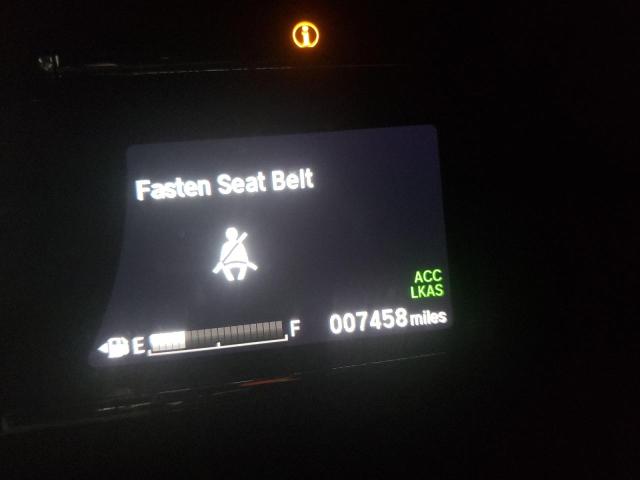 Fasten Seat Belt
ACC
LKAS
E F 007458 miles